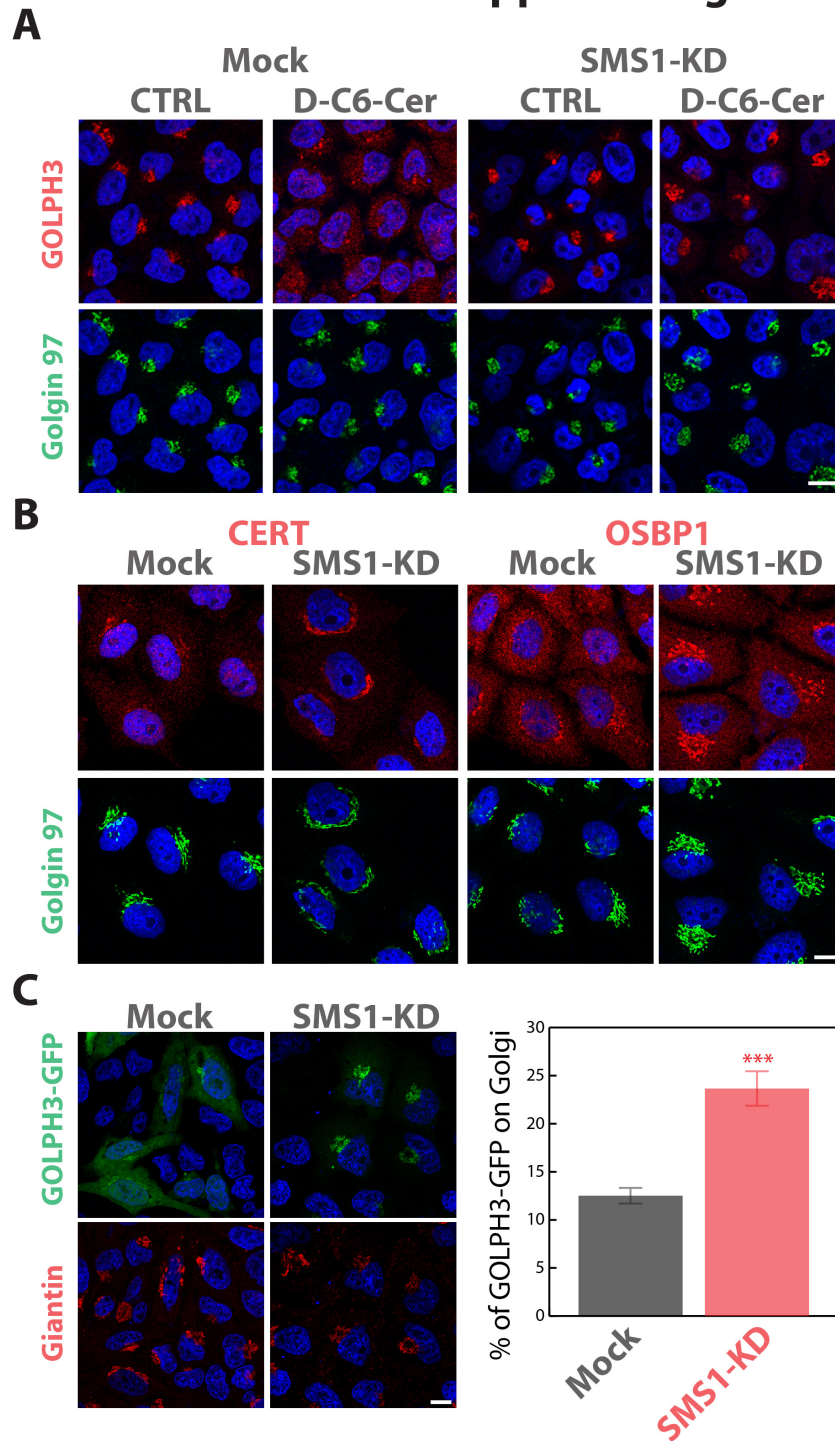 A
Mock SMS1-KD
CTRL D-C6-Cer CTRL D-C6-Cer
GOLPH3
Golgin 97
B
CERT OSBP1
Mock SMS1-KD Mock SMS1-KD
Golgin 97
C
Mock SMS1-KD
GOLPH3-GFP
Giantin
% of GOLPH3-GFP on Golgi
30
***
25
20
15
10
5
0
Mock
SMS1-KD